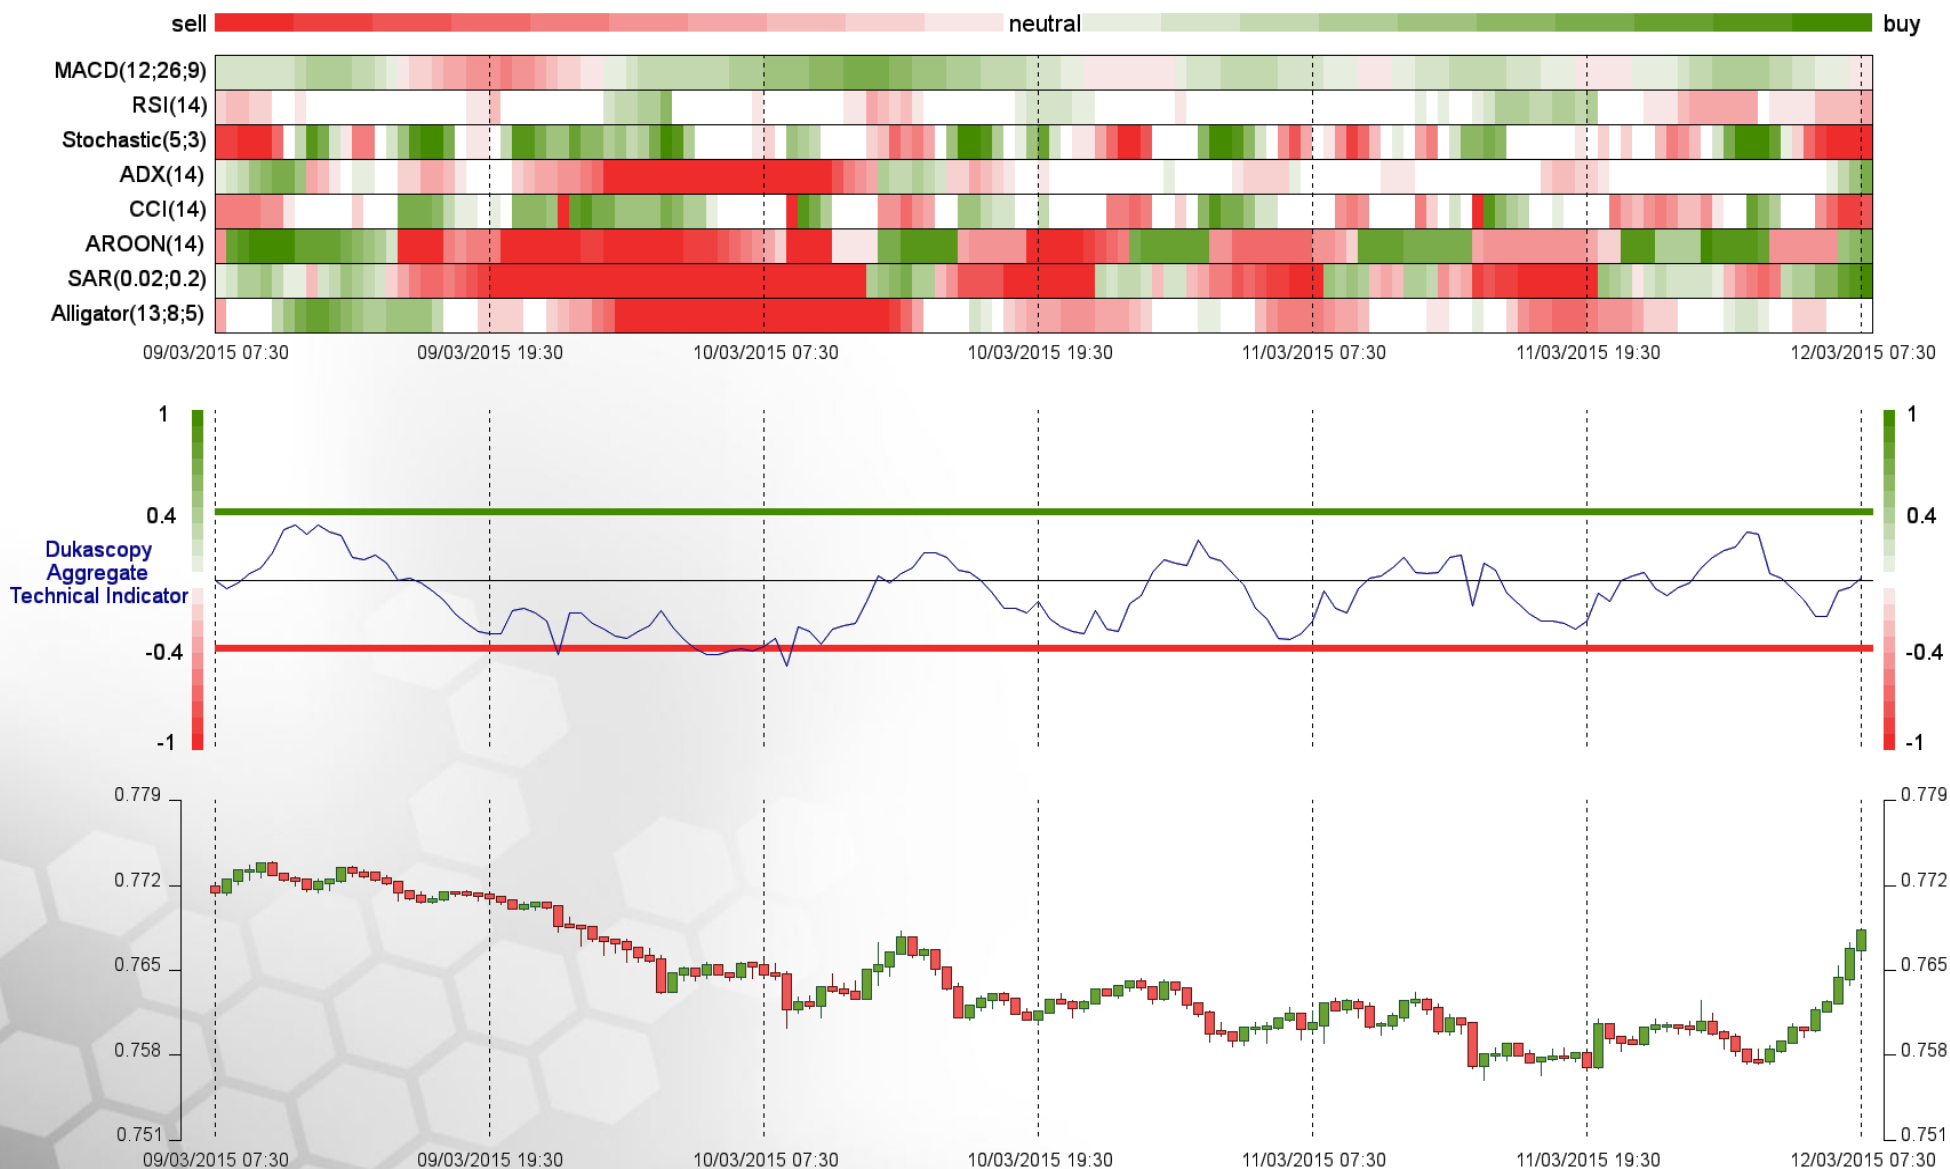 sell neutral buy
MACD(12;26;9)
RSI(14)
Stochastic(5;3)
ADX(14)
CCI(14)
AROON(14)
SAR(0.02;0.2)
Alligator(13;8;5)
09/03/2015 07:30 09/03/2015 19:30 10/03/2015 07:30 10/03/2015 19:30 11/03/2015 07:30 11/03/2015 19:30 12/03/2015 07:30
1 1
0.4 0.4
Dukascopy
Aggregate
Technical Indicator
-0.4 -0.4
-1 -1
0.779 0.779
0.772 0.772
0.765 0.765
0.758 0.758
0.751 0.751
09/03/2015 07:30 09/03/2015 19:30 10/03/2015 07:30 10/03/2015 19:30 11/03/2015 07:30 11/03/2015 19:30 12/03/2015 07:30